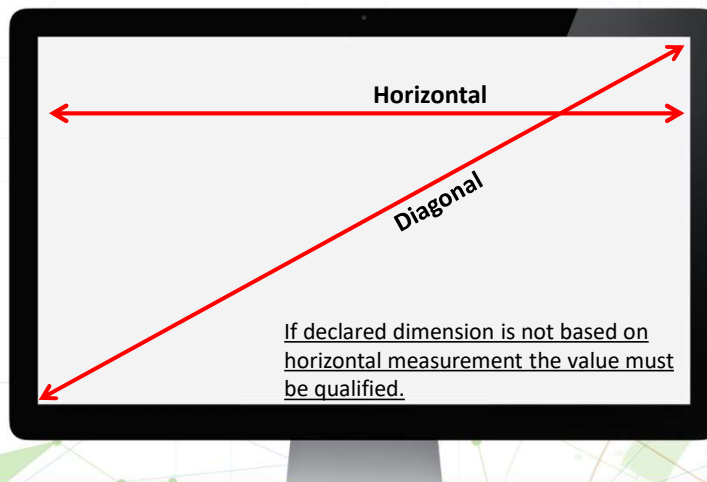 Horizontal
Diagonal
If declared dimension is not based on
horizontal measurement the value must
be qualified.